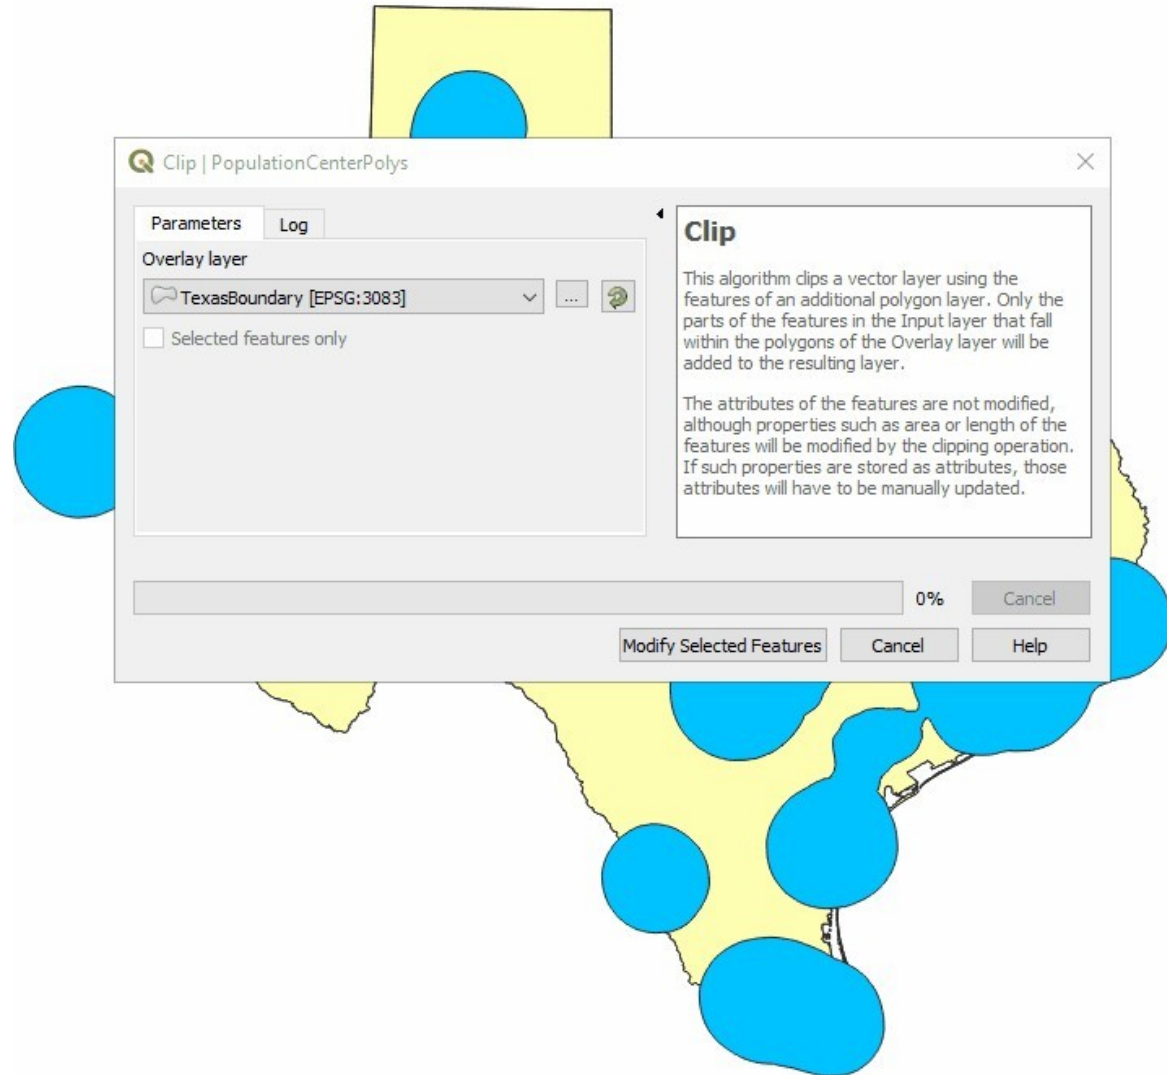 Clip | PopulationCenterPolys
Parameters
Log
Overlay layer
TexasBoundary [EPSG:3083]
...
Selected features only
Clip
This algorithm clips a vector layer using the
features of an additional polygon layer. Only the
parts of the features in the Input layer that fall
within the polygons of the Overlay layer will be
added to the resulting layer.
The attributes of the features are not modified,
although properties such as area or length of the
features will be modified by the clipping operation.
If such properties are stored as attributes, those
attributes will have to be manually updated.
0%
Cancel
Modify Selected Features
Cancel
Help